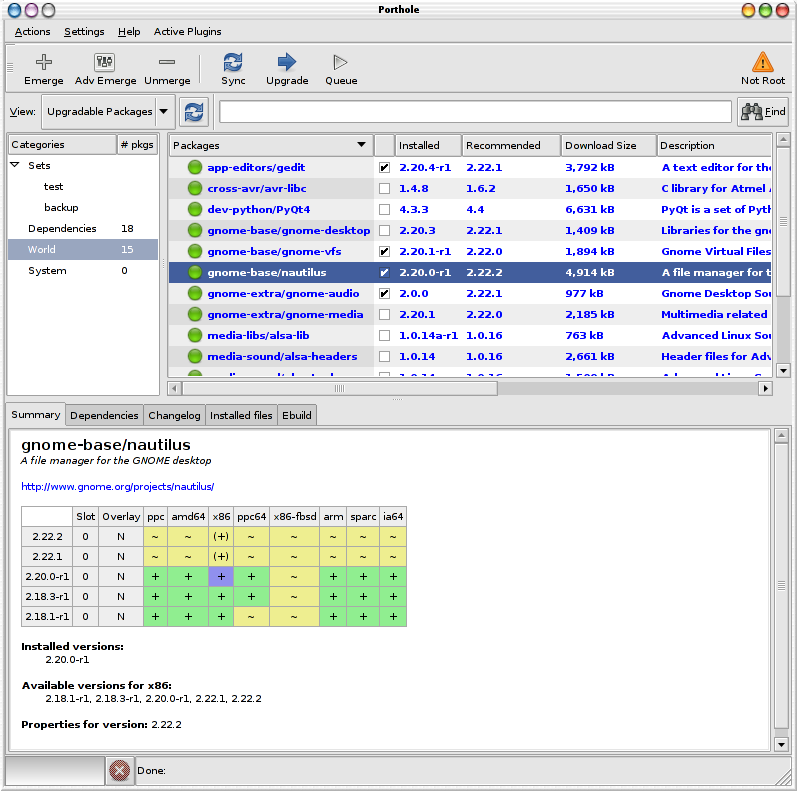 Porthole
Actions Settings Help Active Plugins
Emerge Adv Emerge Unmerge Sync Upgrade Queue Not Root
View: Upgradable Packages Find
Categories # pkgs
Sets
test
backup
Dependencies 18
World 15
System 0
Packages Installed Recommended Download Size Description
app-editors/gedit 2.20.4-r1 2.22.1 3,792 kB A text editor for the
cross-avr/avr-libc 1.4.8 1.6.2 1,650 kB C library for Atmel
dev-python/PyQt4 4.3.3 4.4 6,631 kB PyQt is a set of Pyth
gnome-base/gnome-desktop 2.20.3 2.22.1 1,409 kB Libraries for the gno
gnome-base/gnome-vfs 2.20.1-r1 2.22.0 1,894 kB Gnome Virtual Files
gnome-base/nautilus 2.20.0-r1 2.22.2 4,914 kB A file manager for t
gnome-extra/gnome-audio 2.0.0 2.22.1 977 kB Gnome Desktop Sou
gnome-extra/gnome-media 2.20.1 2.22.0 2,185 kB Multimedia related
media-libs/alsa-lib 1.0.14a-r1 1.0.16 763 kB Advanced Linux Sou
media-sound/alsa-headers 1.0.14 1.0.16 2,661 kB Header files for Adv
Summary Dependencies Changelog Installed files Ebuild
gnome-base/nautilus
A file manager for the GNOME desktop
http://www.gnome.org/projects/nautilus/
Slot Overlay ppc amd64 x86 ppc64 x86-fbsd arm sparc ia64
2.22.2 0 N ~ ~ (+) ~ ~ ~ ~ ~
2.22.1 0 N ~ ~ (+) ~ ~ ~ ~ ~
2.20.0-r1 0 N + + + + ~ + + +
2.18.3-r1 0 N + + + + ~ + + +
2.18.1-r1 0 N + + + ~ ~ + + +
Installed versions:
2.20.0-r1
Available versions for x86:
2.18.1-r1, 2.18.3-r1, 2.20.0-r1, 2.22.1, 2.22.2
Properties for version: 2.22.2
Done: